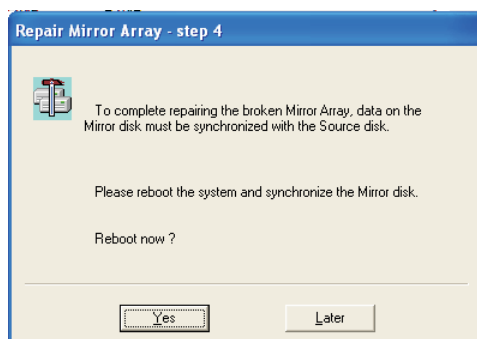 Repair Mirror Array - step 4
To complete repairing the broken Mirror Array, data on the
Mirror disk must be synchronized with the Source disk.
Please reboot the system and synchronize the Mirror disk.
Reboot now ?
Yes
Later